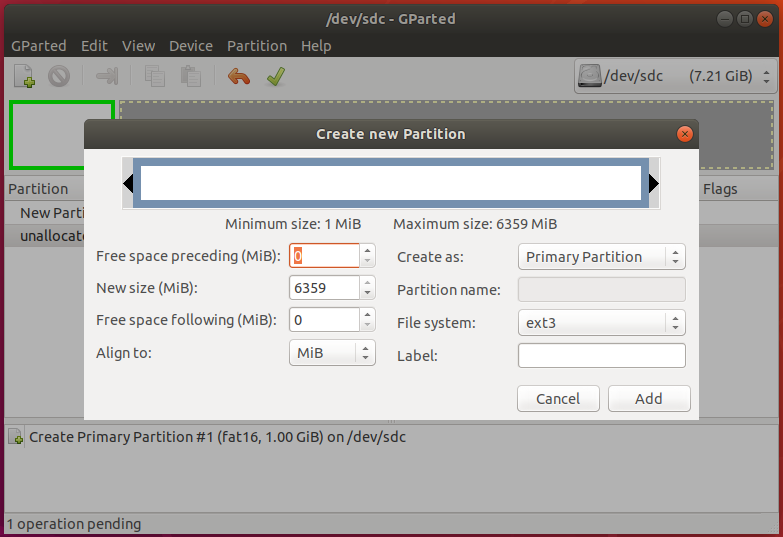 /dev/sdc - GParted
GParted Edit View Device Partition Help
/dev/sdc (7.21 GiB)
Create new Partition
Partition
Flags
New Parti
unallocate
Minimum size: 1 MiB Maximum size: 6359 MiB
Free space preceding (MiB): 0 Create as: Primary Partition
New size (MiB): 6359 Partition name:
Free space following (MiB): 0 File system: ext3
Align to: MiB Label:
Cancel Add
Create Primary Partition #1 (fat16, 1.00 GiB) on /dev/sdc
1 operation pending